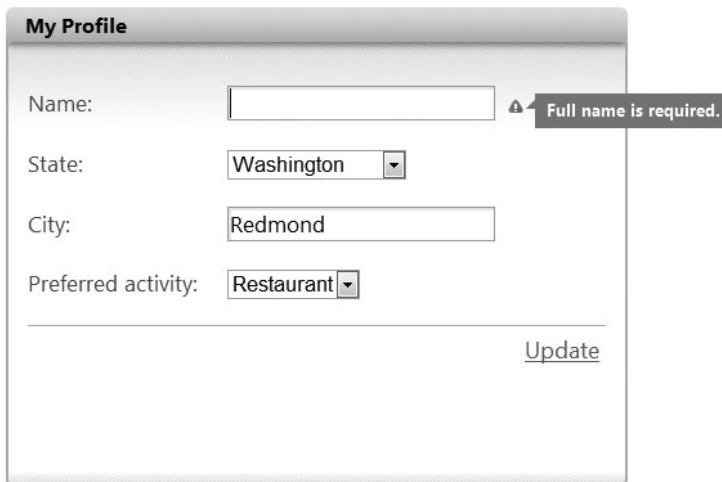 My Profile
Name:
Full name is required.
State: Washington
City: Redmond
Preferred activity: Restaurant
Update